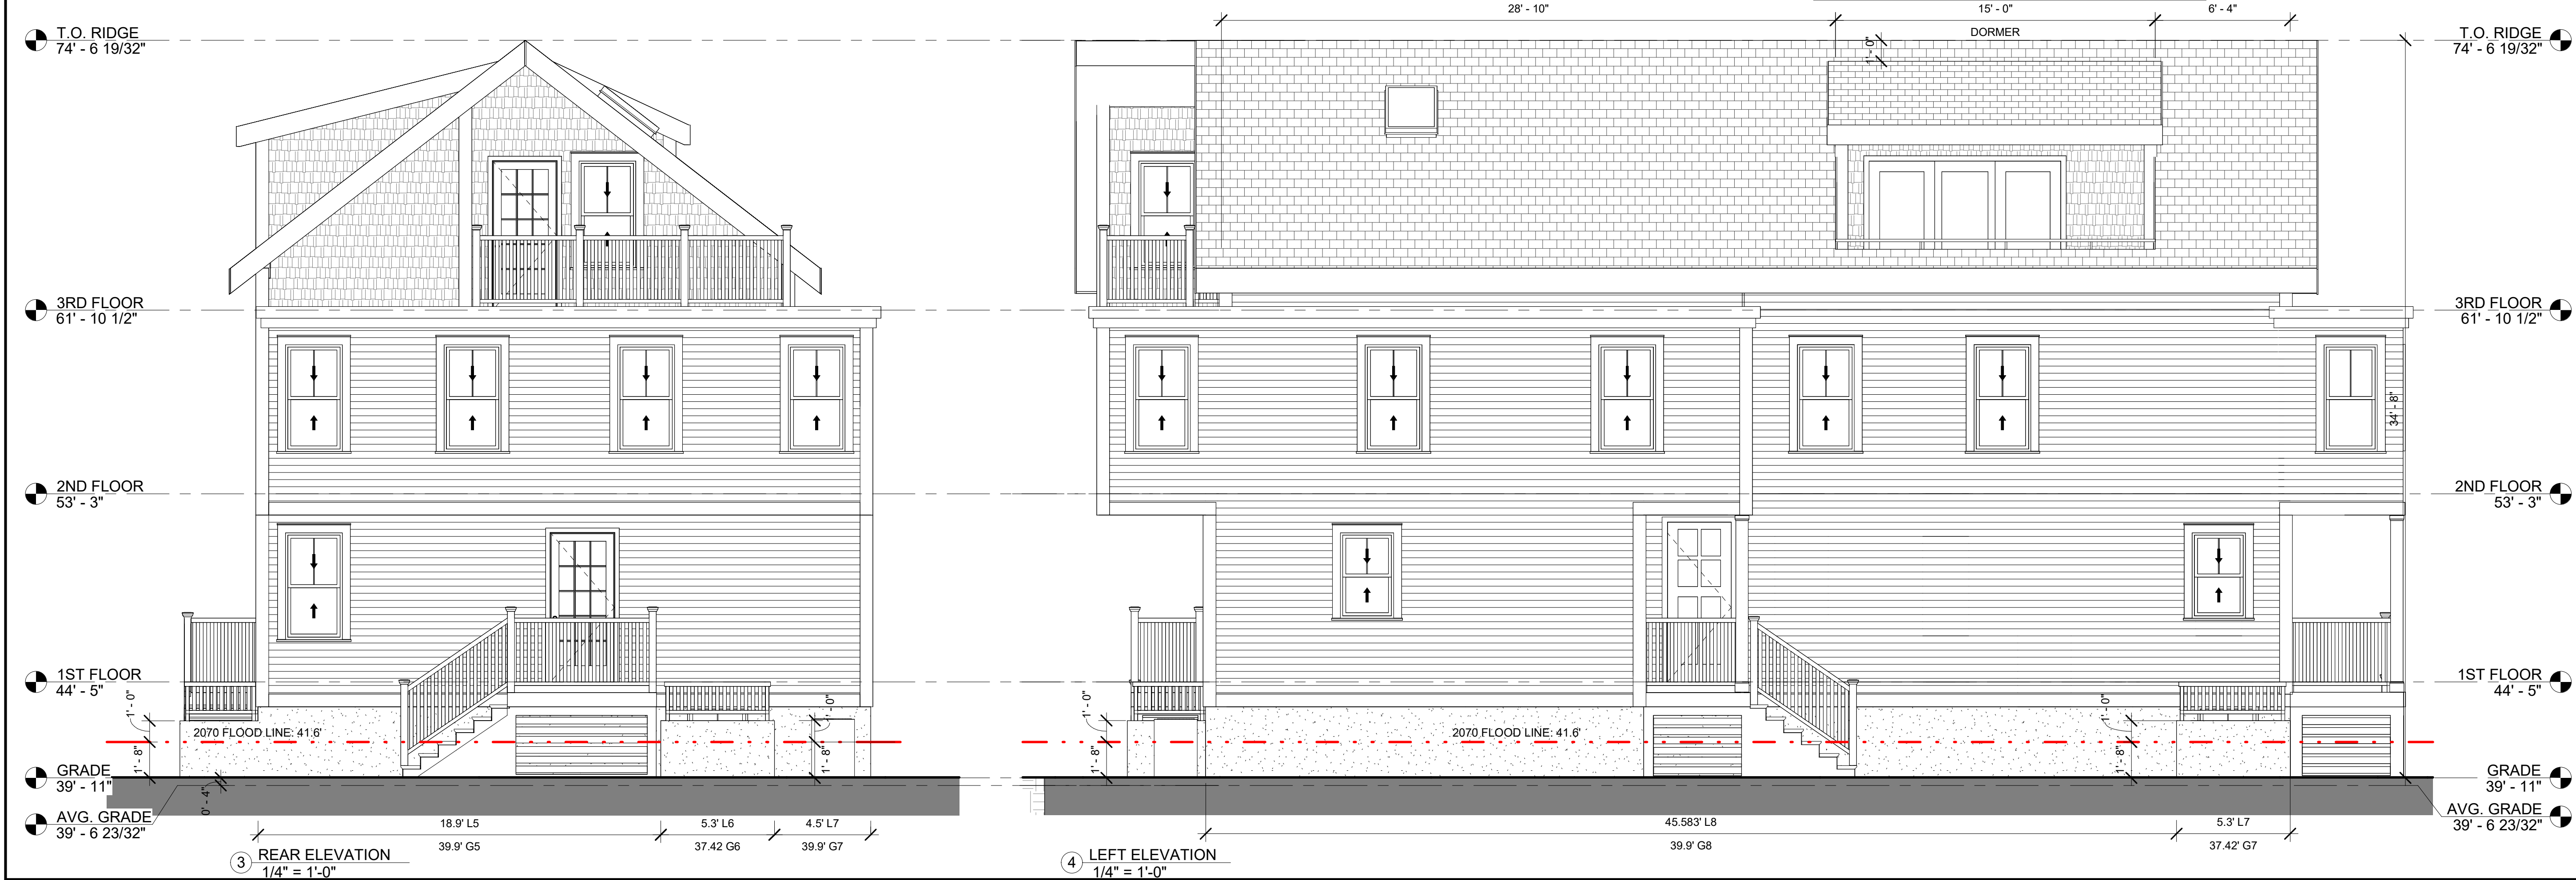 28' - 10"
15' - 0"
6' - 4"
T.O. RIDGE
74' - 6 19/32"
DORMER
1' - 0"
T.O. RIDGE
74' - 6 19/32"
3RD FLOOR
61' - 10 1/2"
3RD FLOOR
61' - 10 1/2"
34' - 8"
2ND FLOOR
53' - 3"
2ND FLOOR
53' - 3"
1ST FLOOR
44' - 5"
1ST FLOOR
44' - 5"
1' - 0"
1' - 8"
2070 FLOOD LINE: 41.6'
1' - 0"
1' - 8"
1' - 0"
1' - 8"
2070 FLOOD LINE: 41.6'
1' - 0"
1' - 8"
GRADE
39' - 11"
0' - 4"
GRADE
39' - 11"
AVG. GRADE
39' - 6 23/32"
AVG. GRADE
39' - 6 23/32"
18.9' L5
5.3' L6
4.5' L7
39.9' G5
37.42 G6
39.9' G7
45.583' L8
5.3' L7
39.9' G8
37.42' G7
3 REAR ELEVATION
1/4" = 1'-0"
4 LEFT ELEVATION
1/4" = 1'-0"